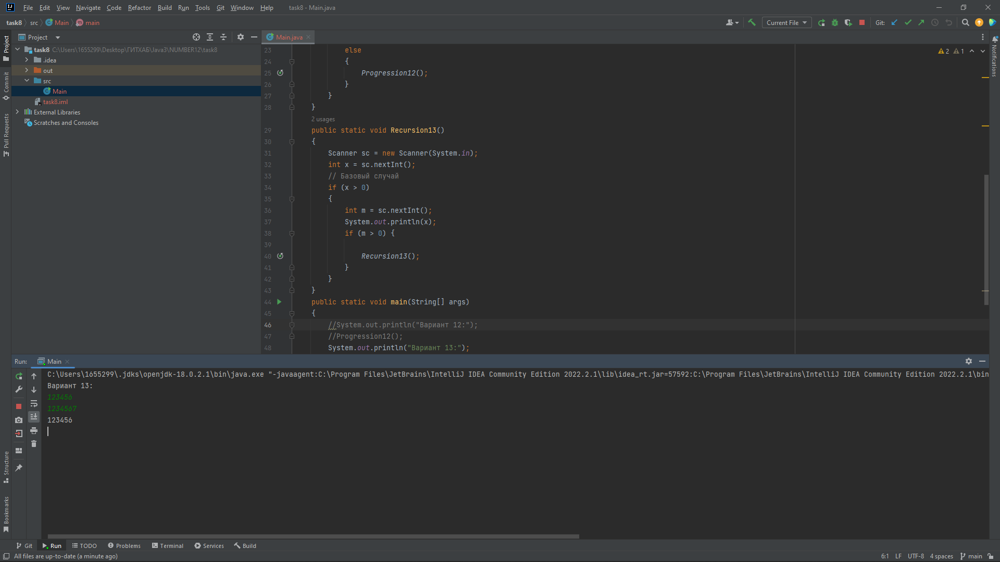 File Edit View Navigate Code Refactor Build Run Tools Git Window Help task8 - Main.java
task8 src Main main Current File Git:
Project
task8 C:\Users\1655299\Desktop\ГИТХАБ\Java3\NUMBER12\task8
.idea
out
src
Main
task8.iml
External Libraries
Scratches and Consoles
Project
Commit
Pull Requests
Structure
Bookmarks
Notifications
Main.java
2 1
23 else
24 {
25 Progression12();
26 }
27 }
28 }
2 usages
29 public static void Recursion13()
30 {
31 Scanner sc = new Scanner(System.in);
32 int x = sc.nextInt();
33 // Базовый случай
34 if (x > 0)
35 {
36 int m = sc.nextInt();
37 System.out.println(x);
38 if (m > 0) {
39
40 Recursion13();
41 }
42 }
43 }
44 public static void main(String[] args)
45 {
46 //System.out.println("Вариант 12:");
47 //Progression12();
48 System.out.println("Вариант 13:");
Run: Main
C:\Users\1655299\.jdks\openjdk-18.0.2.1\bin\java.exe "-javaagent:C:\Program Files\JetBrains\IntelliJ IDEA Community Edition 2022.2.1\lib\idea_rt.jar=57592:C:\Program Files\JetBrains\IntelliJ IDEA Community Edition 2022.2.1\bin
Вариант 13:
123456
1234567
123456
Git Run TODO Problems Terminal Services Build
All files are up-to-date (a minute ago) 6:1 LF UTF-8 4 spaces main